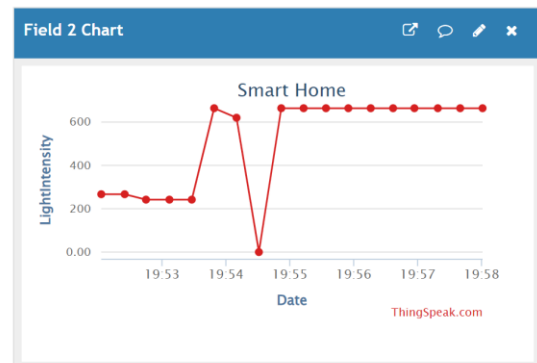 Field 2 Chart
Smart Home
LightIntensity
600
400
200
0.00
19:53 19:54 19:55 19:56 19:57 19:58
Date
ThingSpeak.com